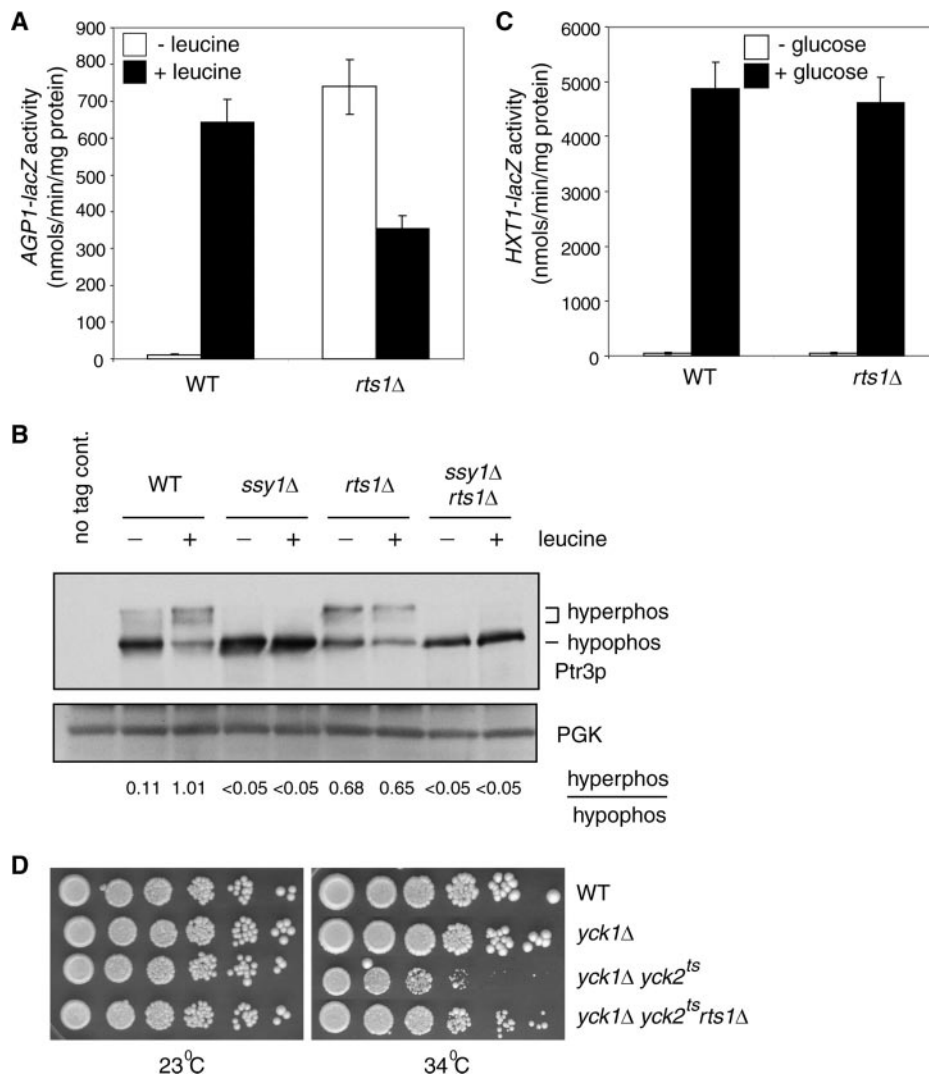 A
AGP1-lacZ activity
(nmols/min/mg protein)
900
800
700
600
500
400
300
200
100
0
- leucine
+ leucine
WT
rts1Δ
C
HXT1-lacZ activity
(nmols/min/mg protein)
6000
5000
4000
3000
2000
1000
0
- glucose
+ glucose
WT
rts1Δ
B
no tag cont.
WT
ssy1Δ
rts1Δ
ssy1Δ
rts1Δ
– + – + – + – + leucine
hyperphos
hypophos
Ptr3p
PGK
0.11 1.01 <0.05 <0.05 0.68 0.65 <0.05 <0.05
hyperphos
hypophos
D
WT
yck1Δ
yck1Δ yck2ts
yck1Δ yck2ts rts1Δ
23⁰C
34⁰C